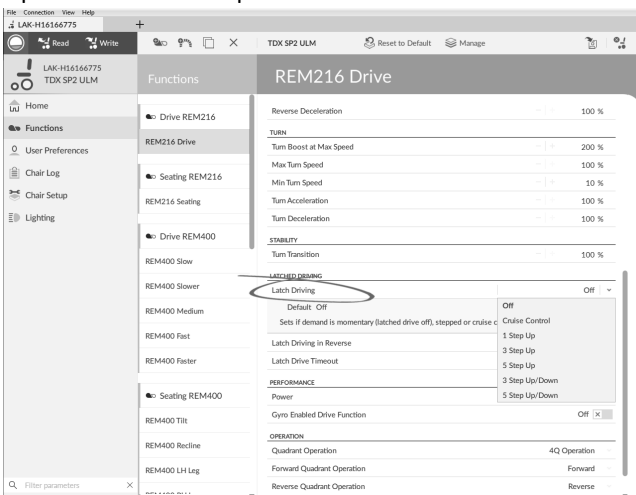 File Connection View Help
LAK-H16166775
+
Read Write TDX SP2 ULM Reset to Default Manage
LAK-H16166775
TDX SP2 ULM
Functions
REM216 Drive
Home
Functions
User Preferences
Chair Log
Chair Setup
Lighting
Filter parameters
Drive REM216
REM216 Drive
Seating REM216
REM216 Seating
Drive REM400
REM400 Slow
REM400 Slower
REM400 Medium
REM400 Fast
REM400 Faster
Seating REM400
REM400 Tilt
REM400 Recline
REM400 LH Leg
Reverse Deceleration 100 %
TURN
Turn Boost at Max Speed 200 %
Max Turn Speed 100 %
Min Turn Speed 10 %
Turn Acceleration 100 %
Turn Deceleration 100 %
STABILITY
Turn Transition 100 %
LATCHED DRIVING
Latch Driving Off
Default Off
Sets if demand is momentary (latched drive off), stepped or cruise c
Off
Cruise Control
1 Step Up
3 Step Up
5 Step Up
3 Step Up/Down
5 Step Up/Down
Latch Driving in Reverse
Latch Drive Timeout
PERFORMANCE
Power
Gyro Enabled Drive Function Off
OPERATION
Quadrant Operation 4Q Operation
Forward Quadrant Operation Forward
Reverse Quadrant Operation Reverse